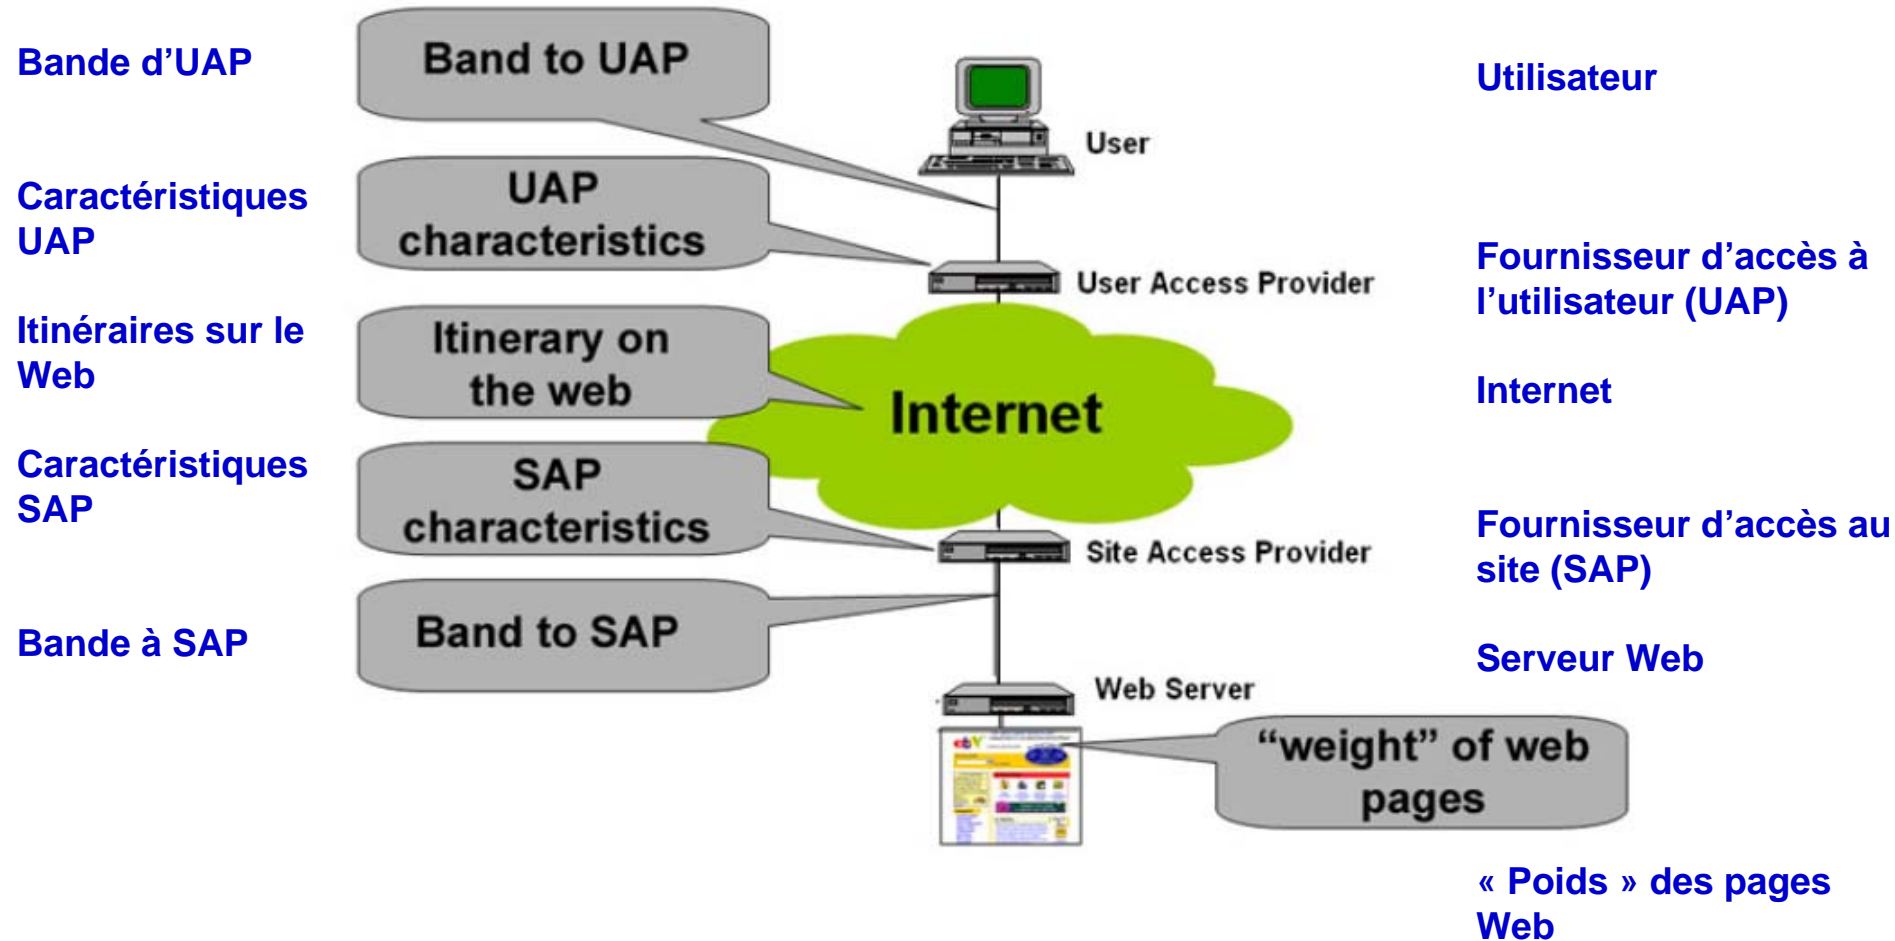 Bande d’UAP
Caractéristiques
UAP
Itinéraires sur le
Web
Caractéristiques
SAP
Bande à SAP
Band to UAP
UAP
characteristics
Itinerary on
the web
SAP
characteristics
Band to SAP
User
User Access Provider
Internet
Site Access Provider
Web Server
“weight” of web
pages
Utilisateur
Fournisseur d’accès à
l’utilisateur (UAP)
Internet
Fournisseur d’accès au
site (SAP)
Serveur Web
« Poids » des pages
Web